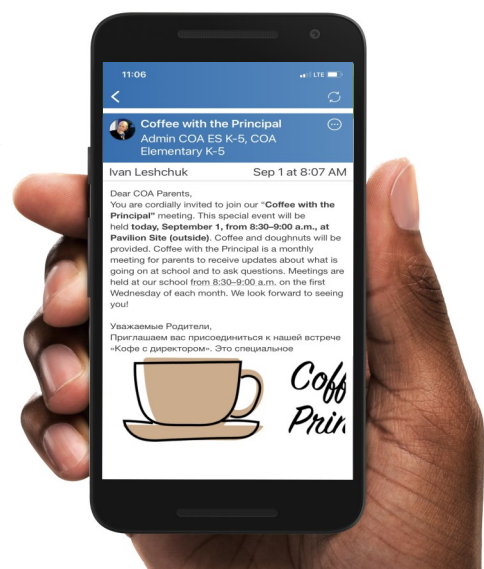 11:06
LTE
Coffee with the Principal
Admin COA ES K-5, COA
Elementary K-5
Ivan Leshchuk Sep 1 at 8:07 AM
Dear COA Parents,
You are cordially invited to join our "Coffee with the
Principal" meeting. This special event will be
held today, September 1, from 8:30–9:00 a.m., at
Pavilion Site (outside). Coffee and doughnuts will be
provided. Coffee with the Principal is a monthly
meeting for parents to receive updates about what is
going on at school and to ask questions. Meetings are
held at our school from 8:30–9:00 a.m. on the first
Wednesday of each month. We look forward to seeing
you!
Уважаемые Родители,
Приглашаем вас присоединиться к нашей встрече
«Кофе с директором». Это специальное
Coff
Prin